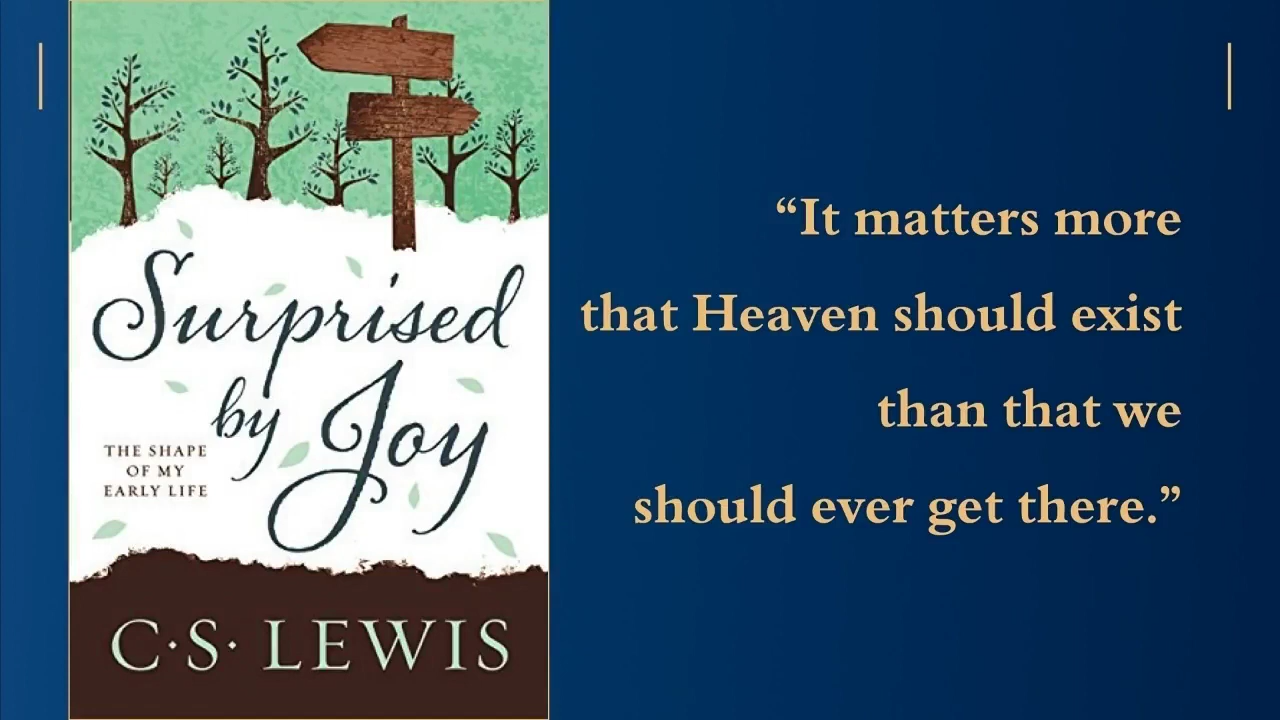 Surprised
by Joy
THE SHAPE
OF MY
EARLY LIFE
C·S· LEWIS
“It matters more
that Heaven should exist
than that we
should ever get there.”